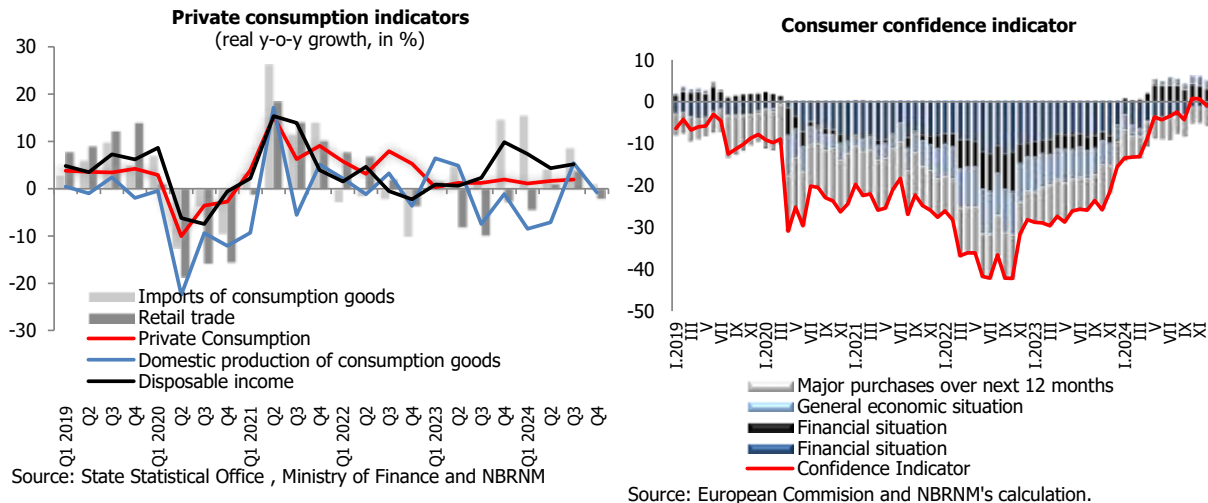 Private consumption indicators
(real y-o-y growth, in %)
30
20
10
0
-10
-20
-30
Imports of consumption goods
Retail trade
Private Consumption
Domestic production of consumption goods
Disposable income
Q1 2019
Q2
Q3
Q4
Q1 2020
Q2
Q3
Q4
Q1 2021
Q2
Q3
Q4
Q1 2022
Q2
Q3
Q4
Q1 2023
Q2
Q3
Q4
Q1 2024
Q2
Q3
Q4
Source: State Statistical Office , Ministry of Finance and NBRNM
Consumer confidence indicator
10
0
-10
-20
-30
-40
-50
I.2019
III
V
VII
IX
XI
I.2020
III
V
VII
IX
XI
I.2021
III
V
VII
IX
XI
I.2022
III
V
VII
IX
XI
I.2023
III
V
VII
IX
XI
I.2024
III
V
VII
IX
XI
Major purchases over next 12 months
General economic situation
Financial situation
Financial situation
Confidence Indicator
Source: European Commision and NBRNM's calculation.